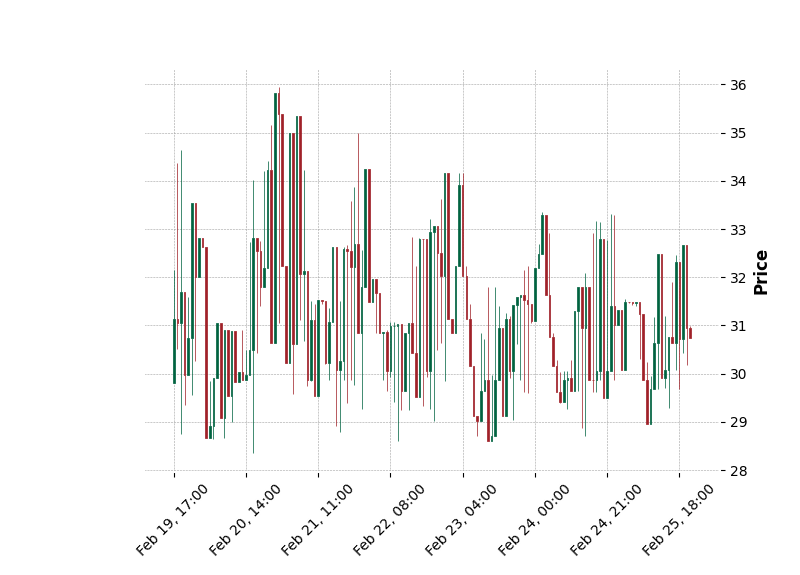 36
35
34
33
32
31
30
29
28
Price
Feb 19, 17:00
Feb 20, 14:00
Feb 21, 11:00
Feb 22, 08:00
Feb 23, 04:00
Feb 24, 00:00
Feb 24, 21:00
Feb 25, 18:00